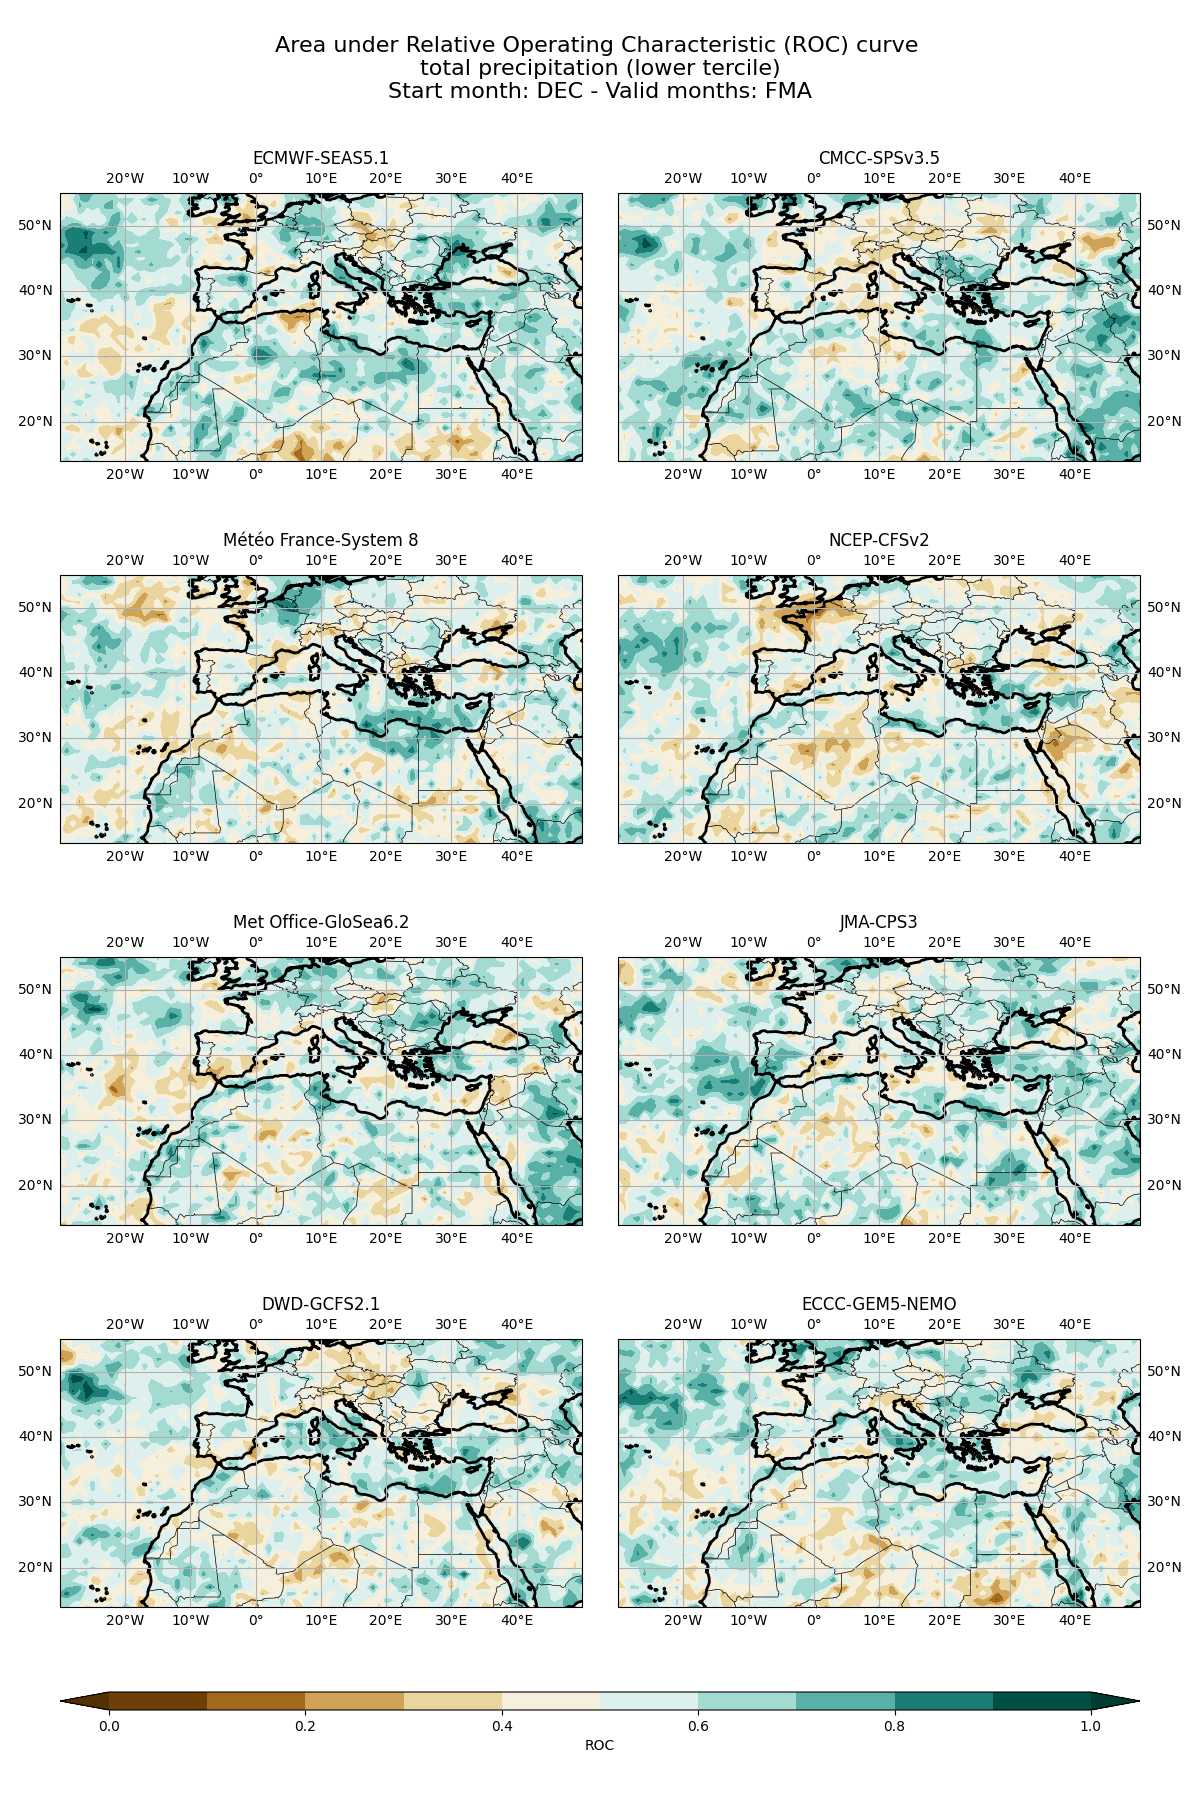 Area under Relative Operating Characteristic (ROC) curve
total precipitation (lower tercile)
Start month: DEC - Valid months: FMA
ECMWF-SEAS5.1
20°W 10°W 0° 10°E 20°E 30°E 40°E
50°N
40°N
30°N
20°N
20°W 10°W 0° 10°E 20°E 30°E 40°E
CMCC-SPSv3.5
20°W 10°W 0° 10°E 20°E 30°E 40°E
50°N
40°N
30°N
20°N
20°W 10°W 0° 10°E 20°E 30°E 40°E
Météo France-System 8
20°W 10°W 0° 10°E 20°E 30°E 40°E
50°N
40°N
30°N
20°N
20°W 10°W 0° 10°E 20°E 30°E 40°E
NCEP-CFSv2
20°W 10°W 0° 10°E 20°E 30°E 40°E
50°N
40°N
30°N
20°N
20°W 10°W 0° 10°E 20°E 30°E 40°E
Met Office-GloSea6.2
20°W 10°W 0° 10°E 20°E 30°E 40°E
50°N
40°N
30°N
20°N
20°W 10°W 0° 10°E 20°E 30°E 40°E
JMA-CPS3
20°W 10°W 0° 10°E 20°E 30°E 40°E
50°N
40°N
30°N
20°N
20°W 10°W 0° 10°E 20°E 30°E 40°E
DWD-GCFS2.1
20°W 10°W 0° 10°E 20°E 30°E 40°E
50°N
40°N
30°N
20°N
20°W 10°W 0° 10°E 20°E 30°E 40°E
ECCC-GEM5-NEMO
20°W 10°W 0° 10°E 20°E 30°E 40°E
50°N
40°N
30°N
20°N
20°W 10°W 0° 10°E 20°E 30°E 40°E
0.0 0.2 0.4 0.6 0.8 1.0
ROC